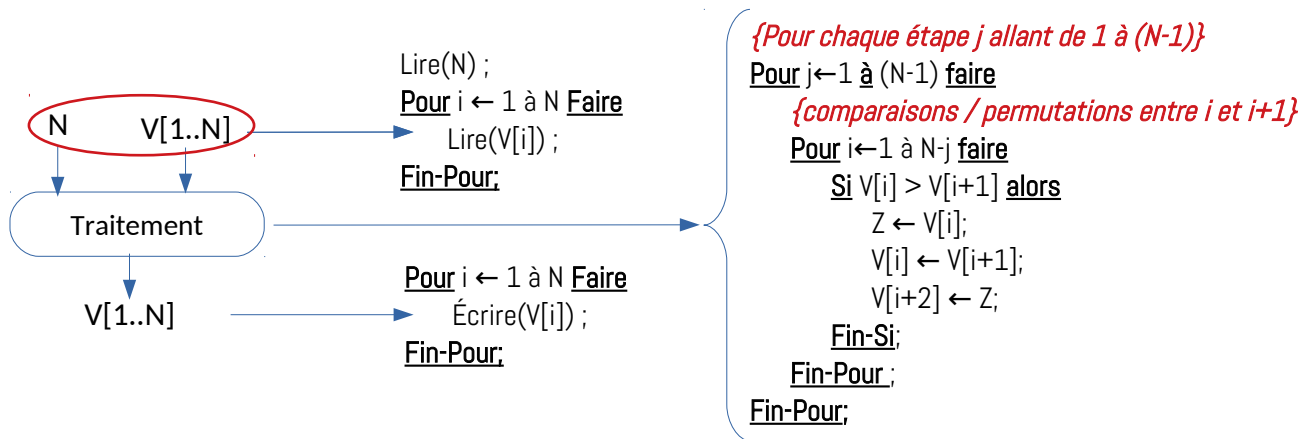 N V[1..N]
Traitement
V[1..N]
Lire(N) ;
Pour i ← 1 à N Faire
Lire(V[i]) ;
Fin-Pour;
Pour i ← 1 à N Faire
Écrire(V[i]) ;
Fin-Pour;
{Pour chaque étape j allant de 1 à (N-1)}
Pour j←1 à (N-1) faire
{comparaisons / permutations entre i et i+1}
Pour i←1 à N-j faire
Si V[i] > V[i+1] alors
Z ← V[i];
V[i] ← V[i+1];
V[i+2] ← Z;
Fin-Si;
Fin-Pour ;
Fin-Pour;